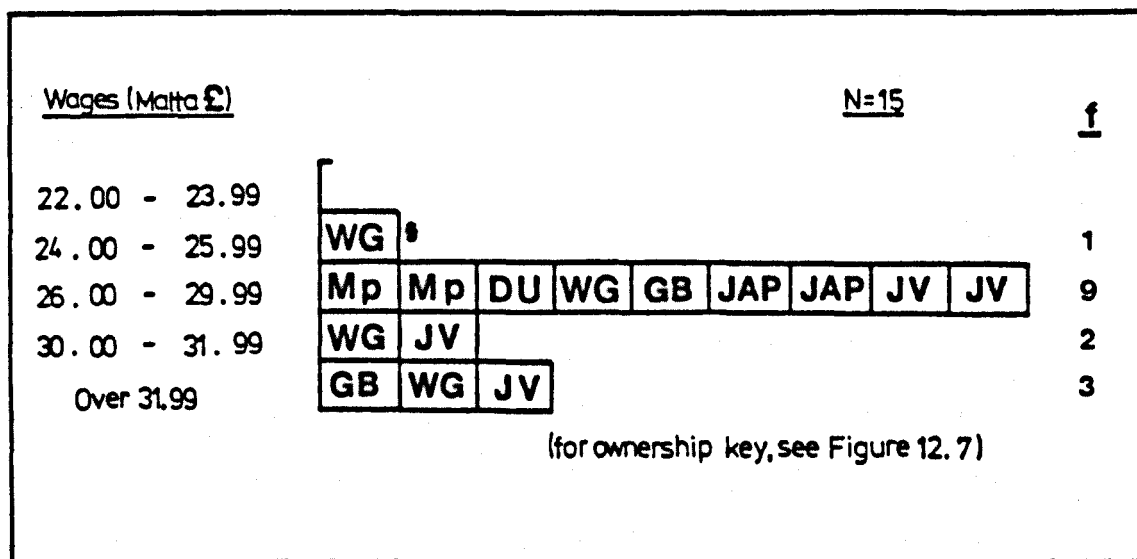 Wages (Matta £) N=15 f
22.00 - 23.99
24.00 - 25.99 WG 1
26.00 - 29.99 Mp Mp DU WG GB JAP JAP JV JV 9
30.00 - 31.99 WG JV 2
Over 31.99 GB WG JV 3
(for ownership key, see Figure 12.7)